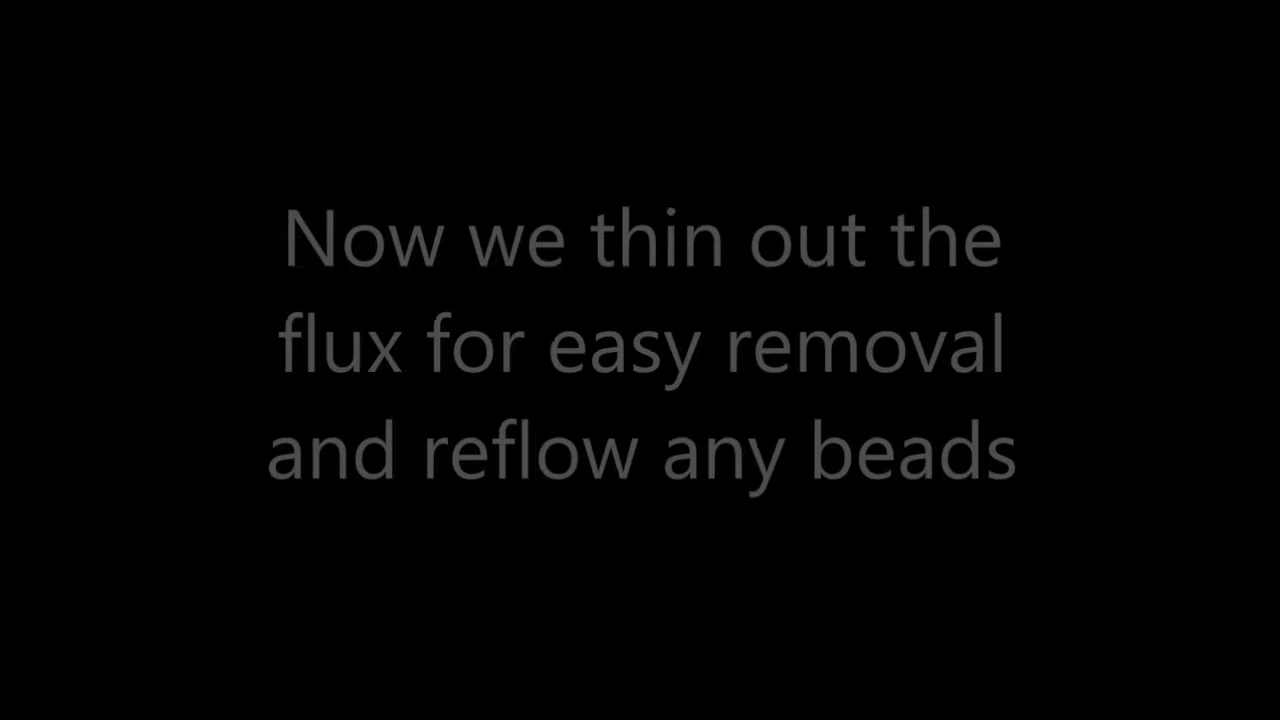 Now we thin out the
flux for easy removal
and reflow any beads